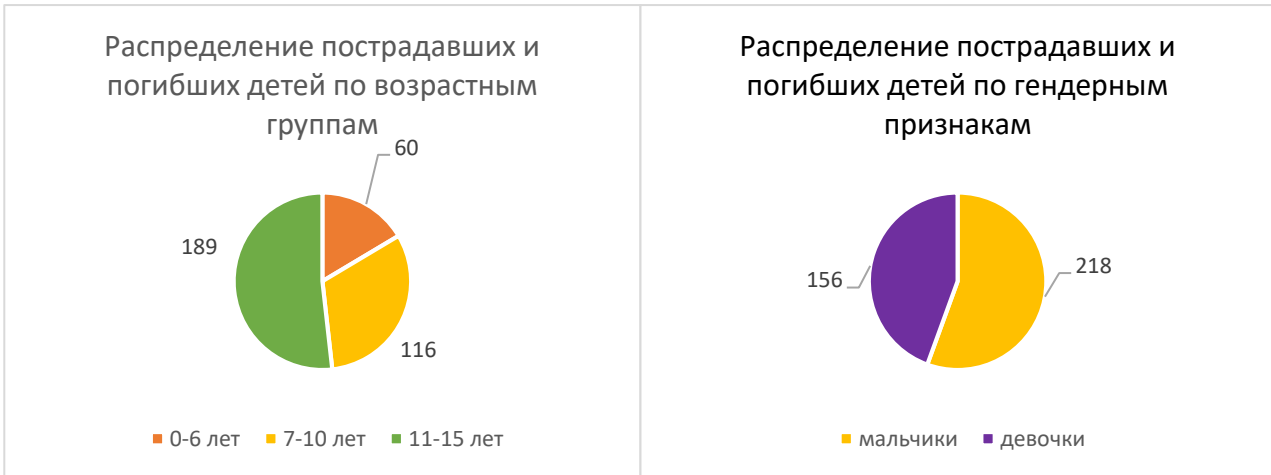 Распределение пострадавших и
погибших детей по возрастным
группам
60
189
116
0-6 лет 7-10 лет 11-15 лет
Распределение пострадавших и
погибших детей по гендерным
признакам
218
156
мальчики девочки